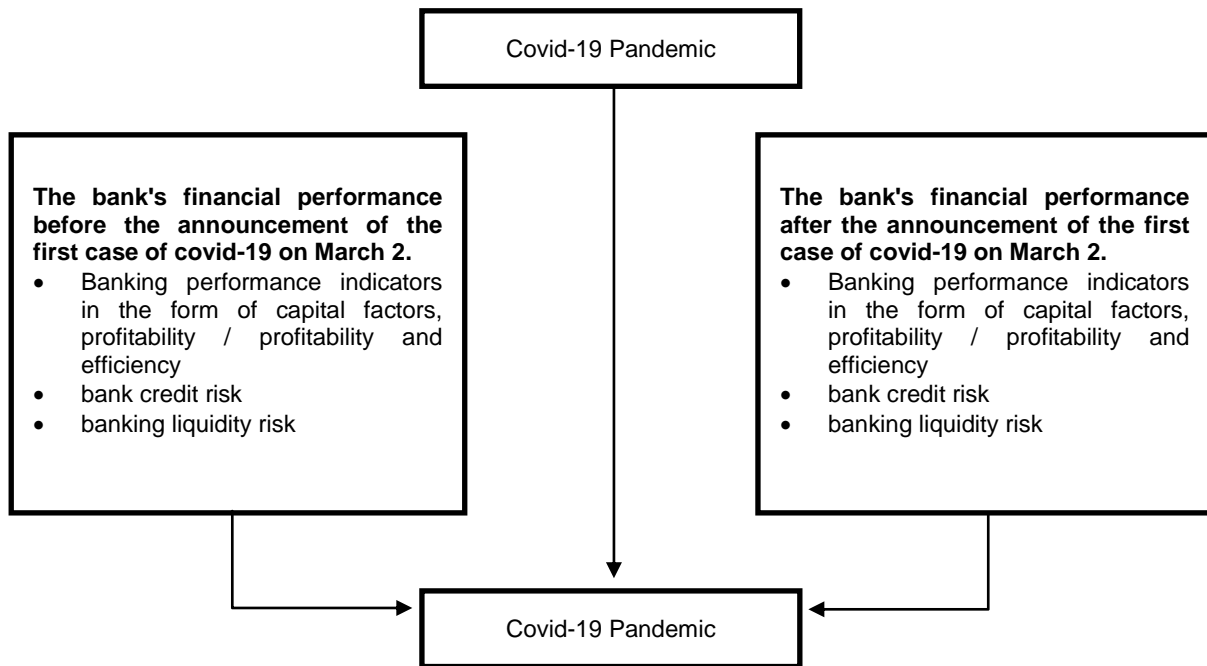 Covid-19 Pandemic
The bank's financial performance
before the announcement of the
first case of covid-19 on March 2.
• Banking performance indicators
in the form of capital factors,
profitability / profitability and
efficiency
• bank credit risk
• banking liquidity risk
The bank's financial performance
after the announcement of the first
case of covid-19 on March 2.
• Banking performance indicators
in the form of capital factors,
profitability / profitability and
efficiency
• bank credit risk
• banking liquidity risk
Covid-19 Pandemic